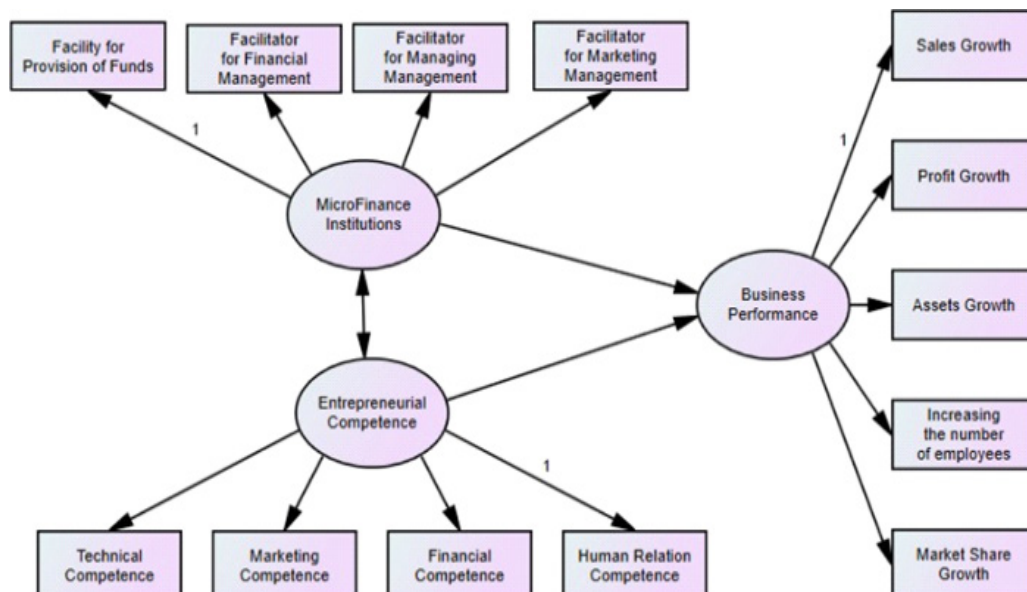 Facility for
Provision of Funds
Facilitator
for Financial
Management
Facilitator
for Managing
Management
Facilitator
for Marketing
Management
Sales Growth
1
1
Profit Growth
MicroFinance
Institutions
Business
Performance
Assets Growth
Entrepreneurial
Competence
Increasing
the number
of employees
1
Technical
Competence
Marketing
Competence
Financial
Competence
Human Relation
Competence
Market Share
Growth